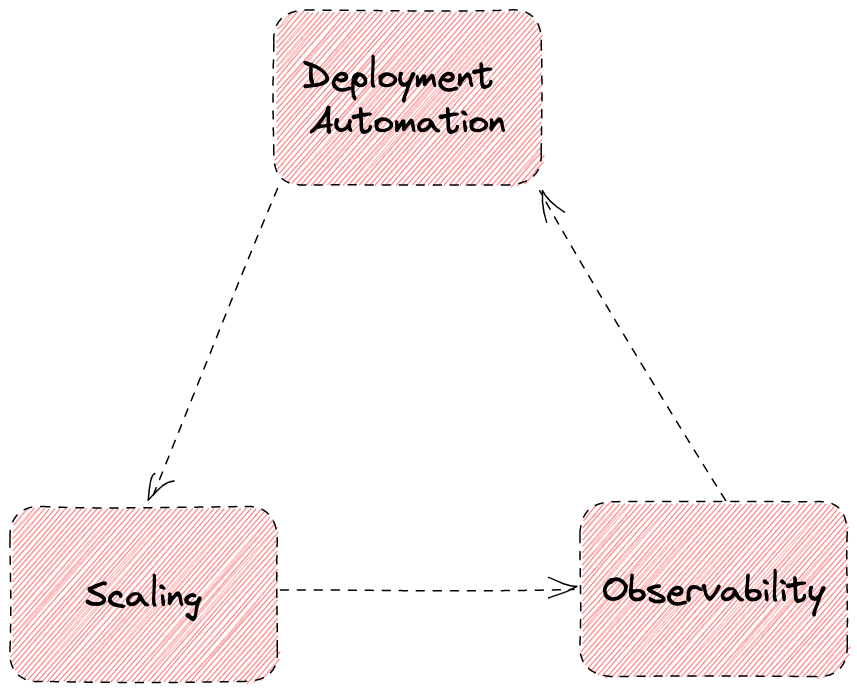 Deployment
Automation
Scaling
Observability